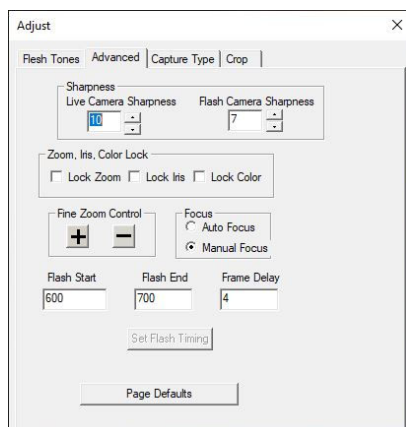 Adjust
Flesh Tones Advanced Capture Type Crop
Sharpness
Live Camera Sharpness Flash Camera Sharpness
10 7
Zoom, Iris, Color Lock
Lock Zoom Lock Iris Lock Color
Fine Zoom Control Focus
Auto Focus
+ − Manual Focus
Flash Start Flash End Frame Delay
600 700 4
Set Flash Timing
Page Defaults